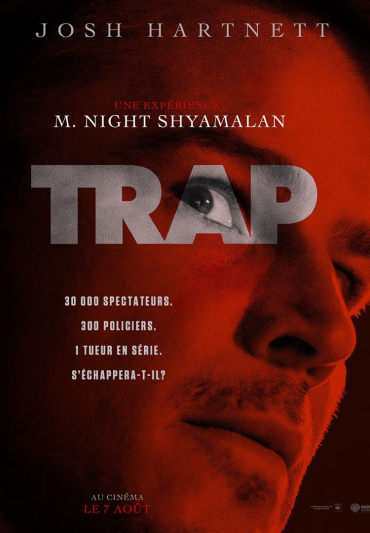 JOSH HARTNETT
UNE EXPÉRIENCE
M. NIGHT SHYAMALAN
TRAP
30 000 SPECTATEURS.
300 POLICIERS.
1 TUEUR EN SÉRIE.
S'ÉCHAPPERA-T-IL?
AU CINÉMA
LE 7 AOÛT